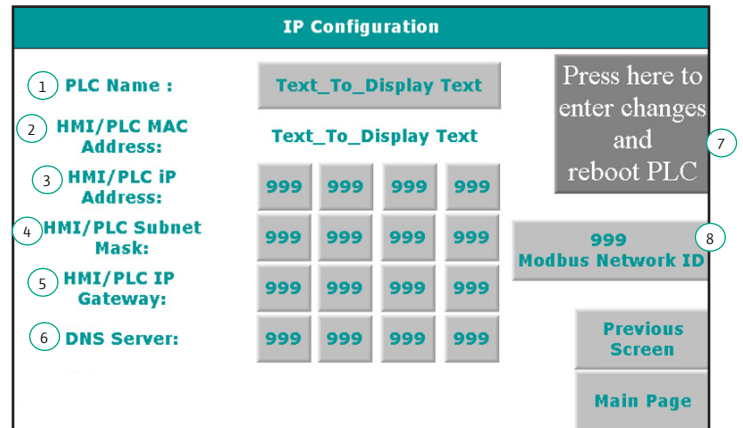 IP Configuration
1 PLC Name : Text_To_Display Text
2 HMI/PLC MAC
Address: Text_To_Display Text
3 HMI/PLC iP
Address: 999 999 999 999
4 HMI/PLC Subnet
Mask: 999 999 999 999
5 HMI/PLC IP
Gateway: 999 999 999 999
6 DNS Server: 999 999 999 999
Press here to
enter changes
and
reboot PLC
7
999
Modbus Network ID
8
Previous
Screen
Main Page